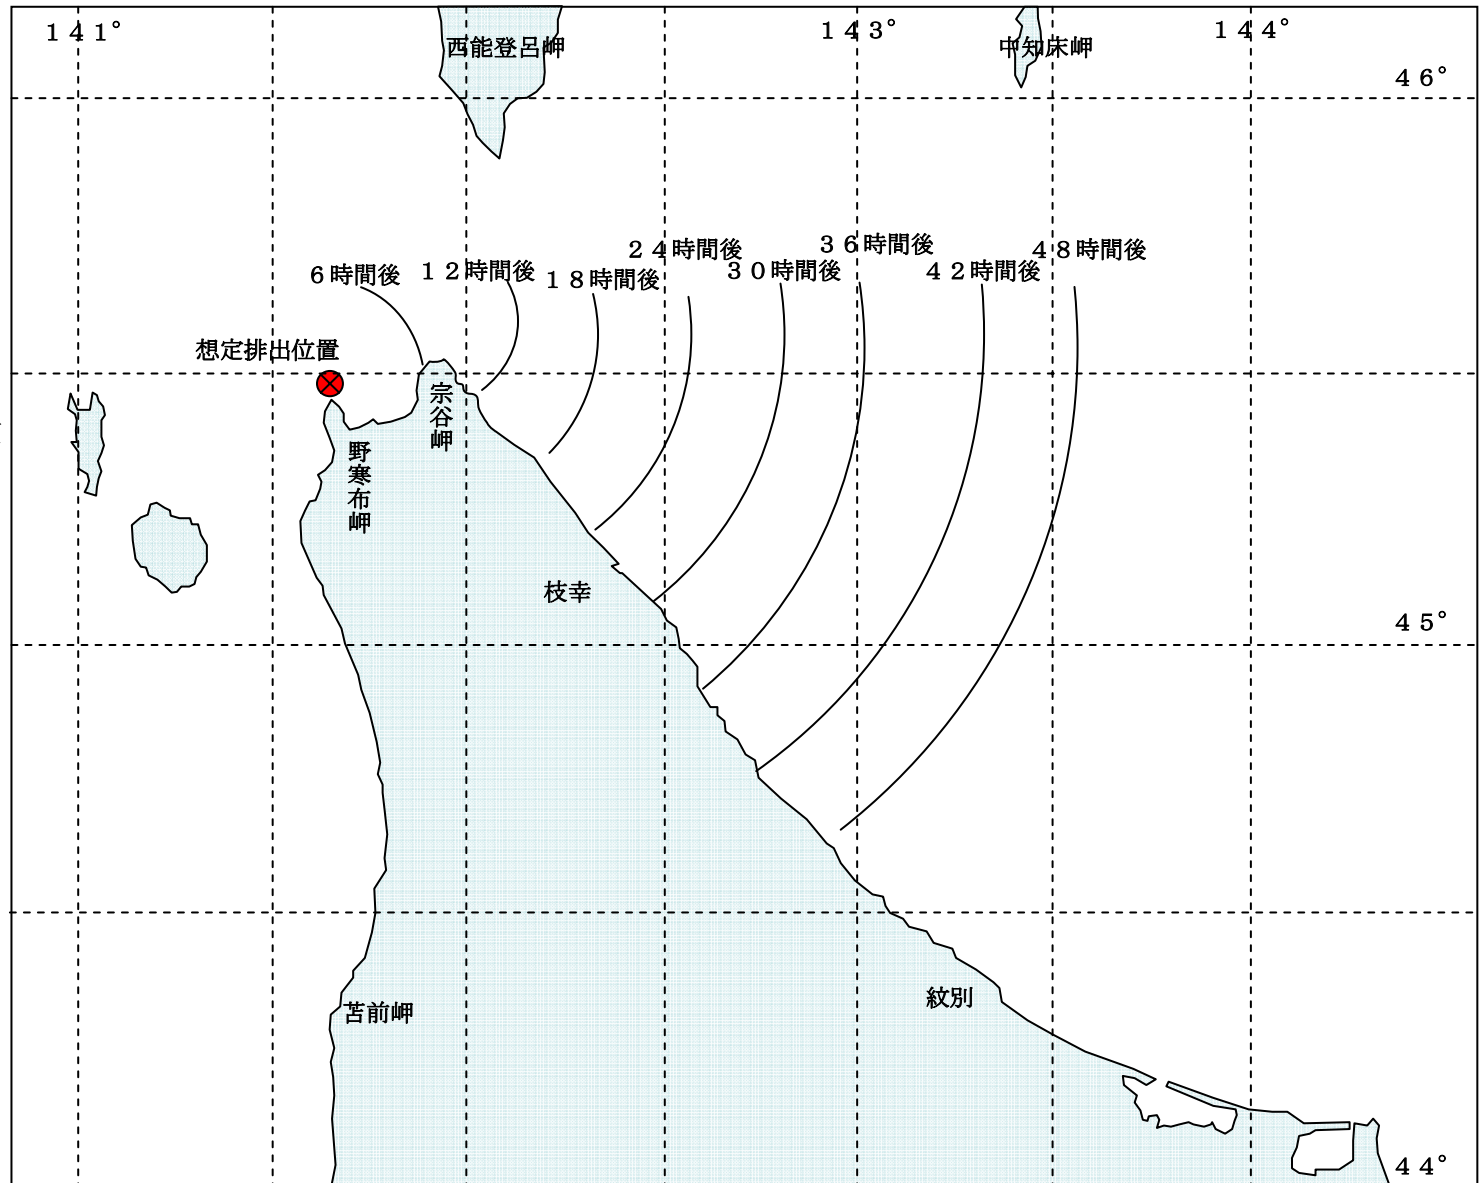 １４１°
西能登呂岬
１４３°
中知床岬
１４４°
４６°
６時間後
１２時間後
１８時間後
２４時間後
３０時間後
３６時間後
４２時間後
４８時間後
想定排出位置
宗谷岬
野寒布岬
枝幸
４５°
紋別
苫前岬
４４°